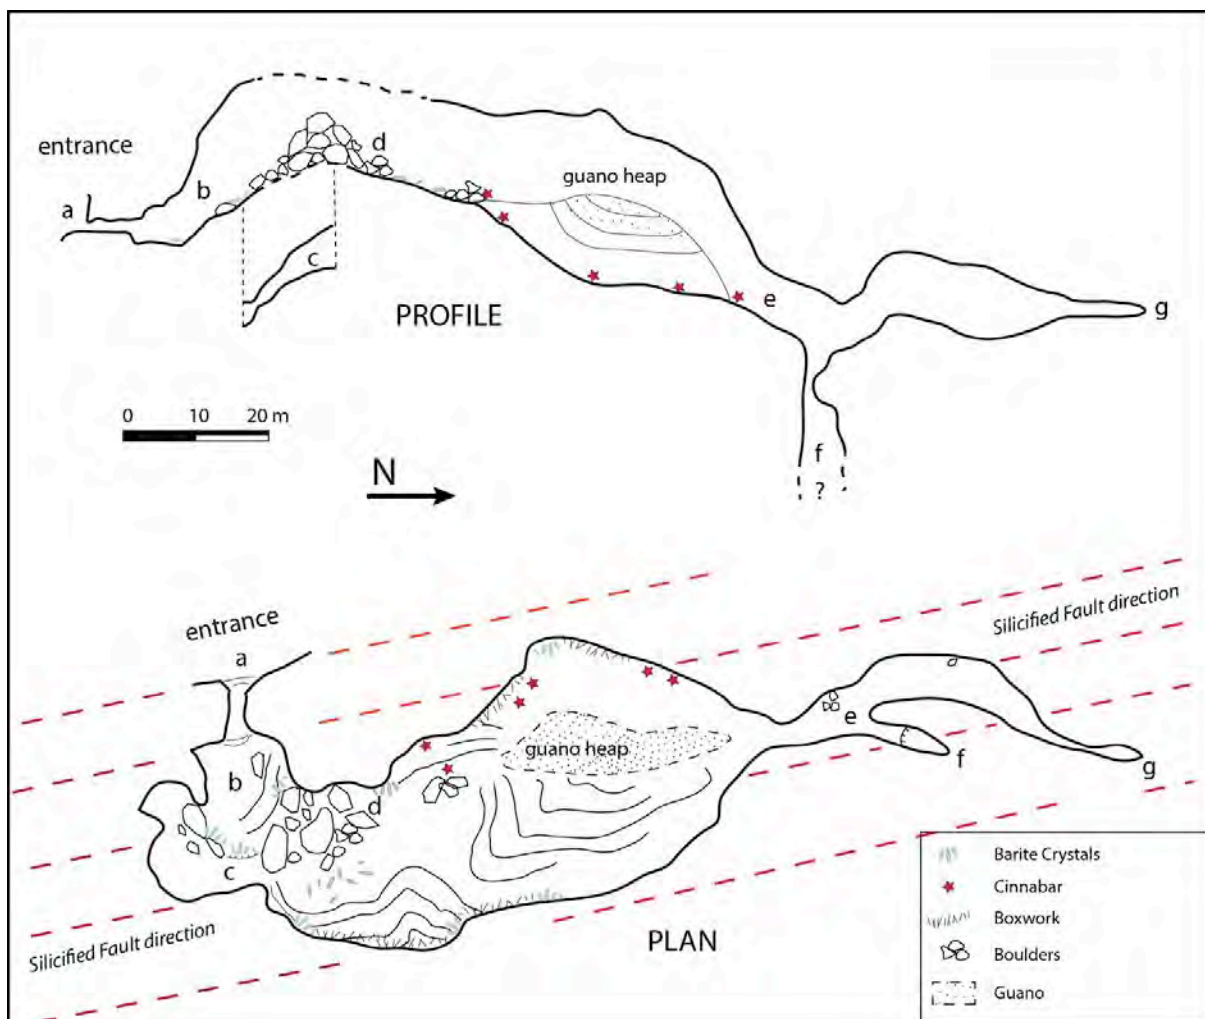 entrance
a
b
c
d
guano heap
e
f
?
g
PROFILE
0 10 20 m
N
entrance
a
b
c
d
guano heap
e
f
g
Silicified Fault direction
Silicified Fault direction
PLAN
Barite Crystals
Cinnabar
Boxwork
Boulders
Guano